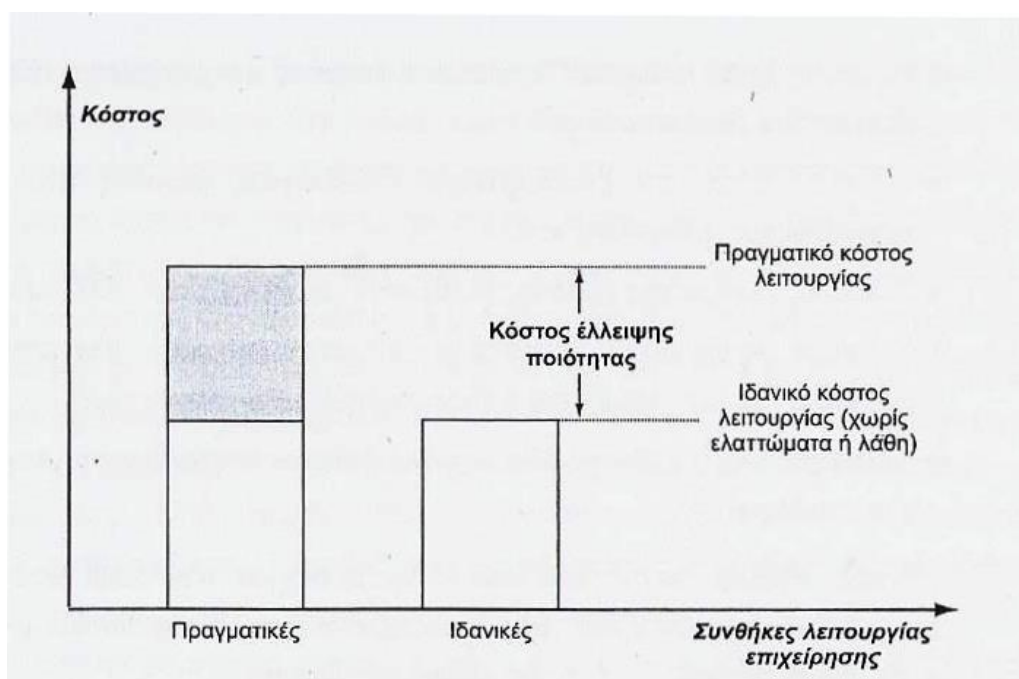 Κόστος
Πραγματικό κόστος
λειτουργίας
Κόστος έλλειψης
ποιότητας
Ιδανικό κόστος
λειτουργίας (χωρίς
ελαττώματα ή λάθη)
Πραγματικές
Ιδανικές
Συνθήκες λειτουργίας
επιχείρησης